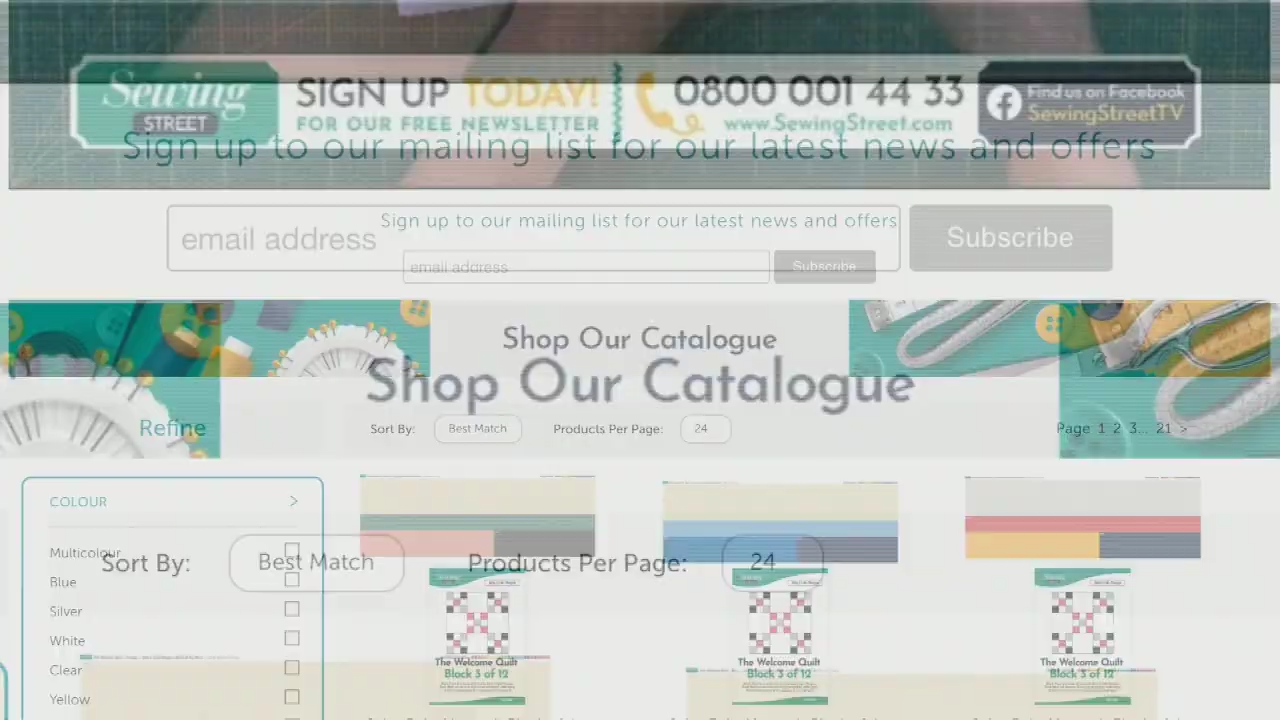 Sewing
STREET
SIGN UP TODAY!
FOR OUR FREE NEWSLETTER
0800 001 44 33
www.SewingStreet.com
Find us on Facebook
SewingStreetTV
Sign up to our mailing list for our latest news and offers
Sign up to our mailing list for our latest news and offers
email address
Subscribe
email address
Subscribe
Shop Our Catalogue
Shop Our Catalogue
Refine
Sort By:
Best Match
Products Per Page:
24
Page 1 2 3... 21 >
COLOUR >
Multicolour
Blue
Silver
White
Clear
Yellow
Sort By:
Best Match
Products Per Page:
24
The Welcome Quilt
Block 3 of 12
The Welcome Quilt
Block 3 of 12
The Welcome Quilt
Block 3 of 12